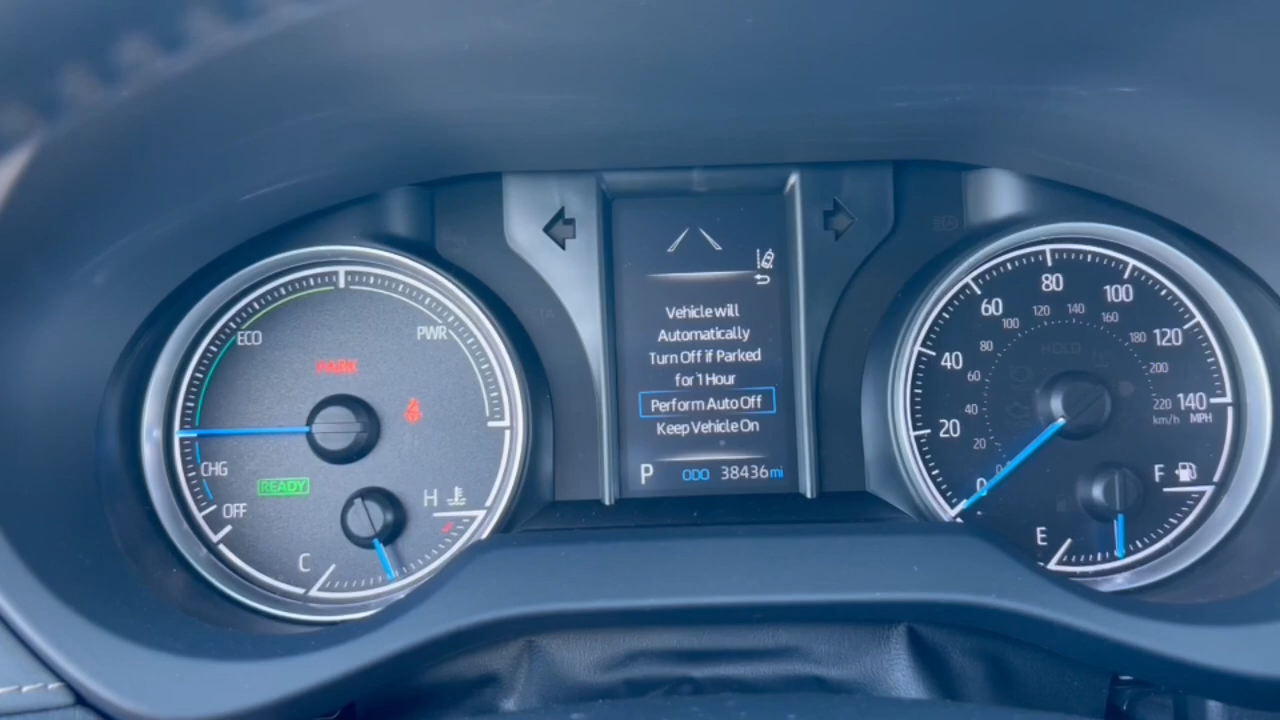 ECO
PWR
PARK
CHG
READY
OFF
H
C
Vehicle will
Automatically
Turn Off if Parked
for 1 Hour
Perform Auto Off
Keep Vehicle On
P ODO 38436 mi
0
20
40
60
80
100
120
140
MPH
0
20
40
60
80
100
120
140
160
180
200
220
km/h
HOLD
F
E